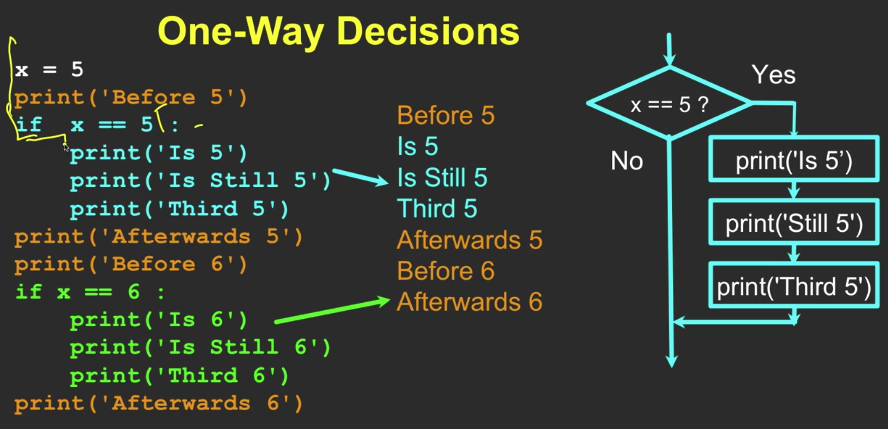 One-Way Decisions
x = 5
print('Before 5')
if  x == 5 :
    print('Is 5')
    print('Is Still 5')
    print('Third 5')
print('Afterwards 5')
print('Before 6')
if x == 6 :
    print('Is 6')
    print('Is Still 6')
    print('Third 6')
print('Afterwards 6')
Before 5
Is 5
Is Still 5
Third 5
Afterwards 5
Before 6
Afterwards 6
x == 5 ?
Yes
No
print('Is 5’)
print('Still 5')
print('Third 5')